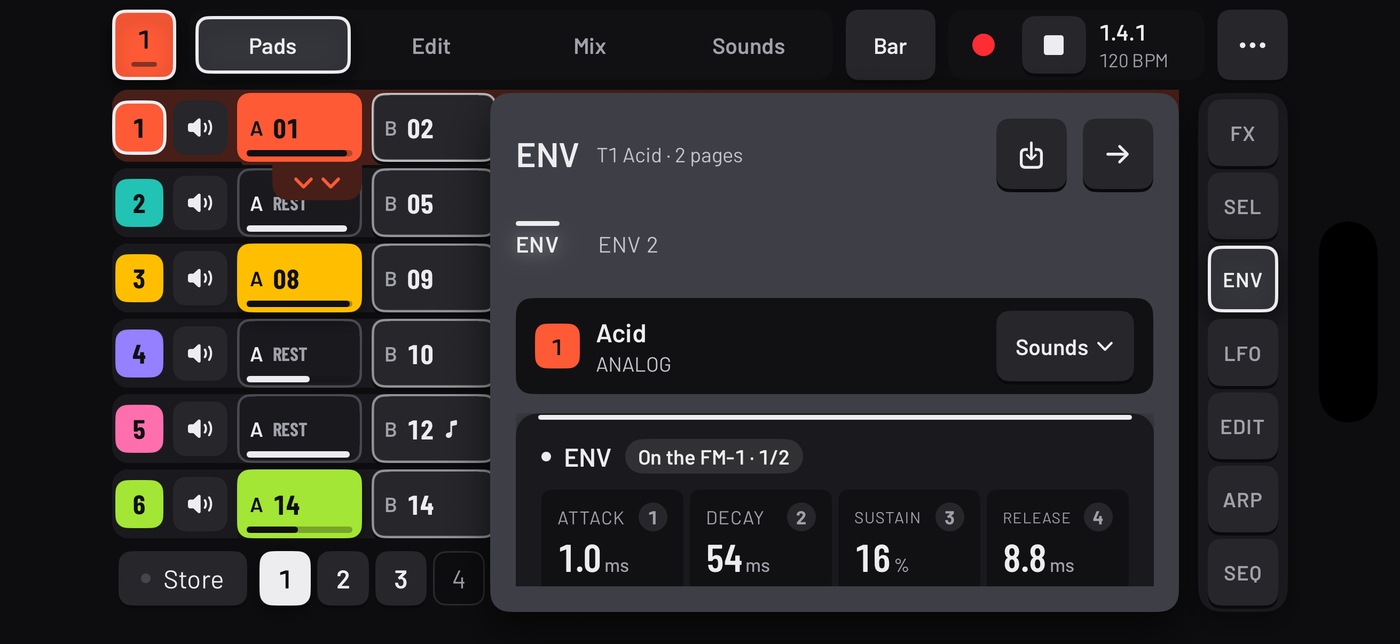 1 Pads Edit Mix Sounds Bar 1.4.1
120 BPM
1 A 01 B 02
ENV T1 Acid · 2 pages
2 A REST B 05
ENV ENV 2
3 A 08 B 09
1 Acid
ANALOG
Sounds
4 A REST B 10
5 A REST B 12
ENV On the FM-1 · 1/2
6 A 14 B 14
ATTACK 1 DECAY 2 SUSTAIN 3 RELEASE 4
1.0 ms 54 ms 16 % 8.8 ms
Store 1 2 3 4
FX
SEL
ENV
LFO
EDIT
ARP
SEQ